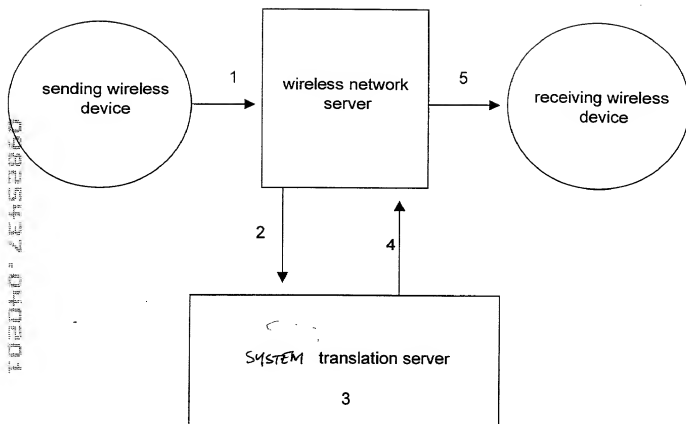 sending wireless
device
1
wireless network
server
5
receiving wireless
device
2
4
SYSTEM translation server
3